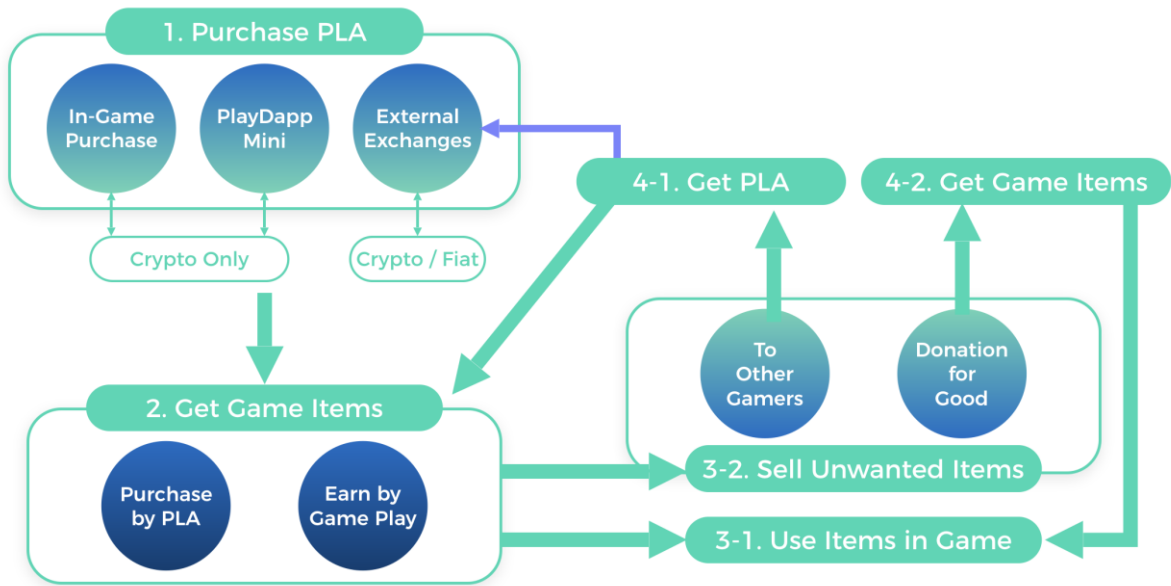 1. Purchase PLA
In-Game
Purchase
PlayDapp
Mini
External
Exchanges
4-1. Get PLA
4-2. Get Game Items
Crypto Only
Crypto / Fiat
To
Other
Gamers
Donation
for
Good
2. Get Game Items
3-2. Sell Unwanted Items
Purchase
by PLA
Earn by
Game Play
3-1. Use Items in Game